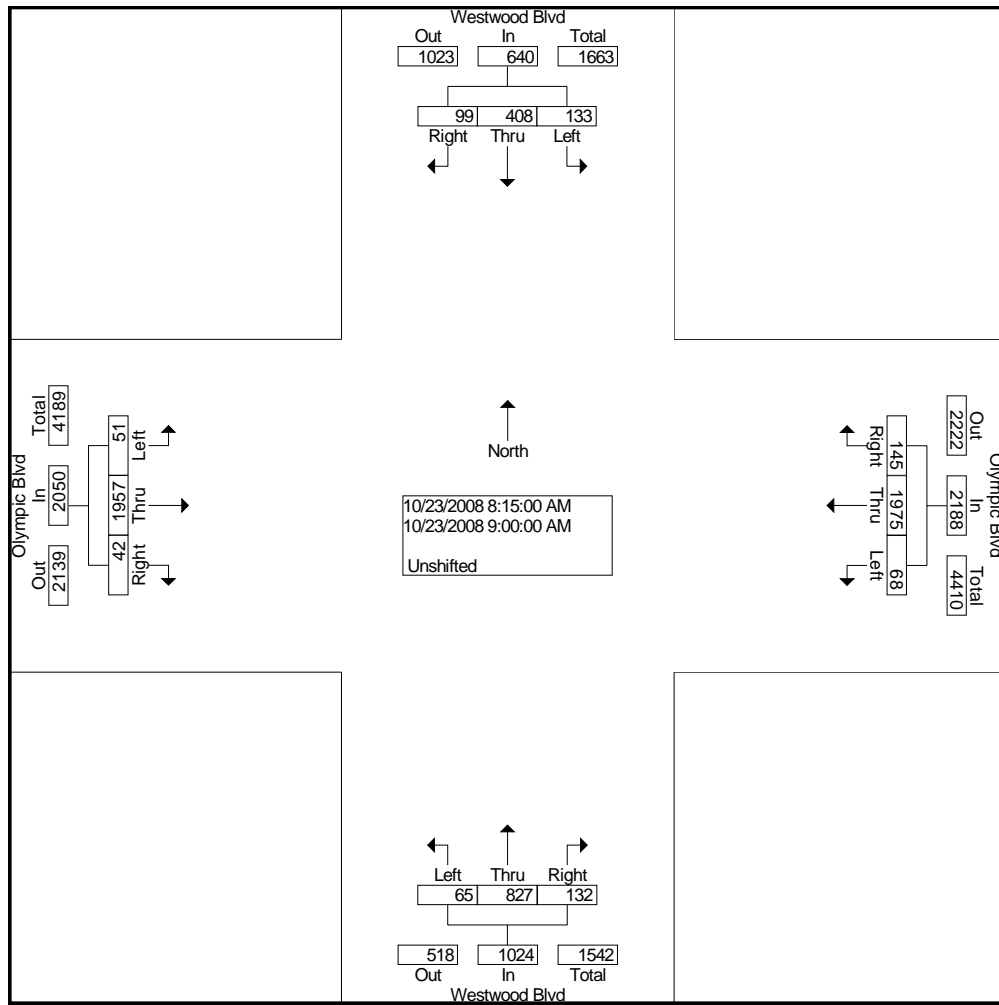 Westwood Blvd
Out In Total
1023 640 1663
99 408 133
Right Thru Left
Olympic Blvd
Total In Out
4189 2050 2139
51 1957 42
Left Thru Right
North
10/23/2008 8:15:00 AM
10/23/2008 9:00:00 AM
Unshifted
Olympic Blvd
Out In Total
2222 2188 4410
145 1975 68
Right Thru Left
Left Thru Right
65 827 132
518 1024 1542
Out In Total
Westwood Blvd